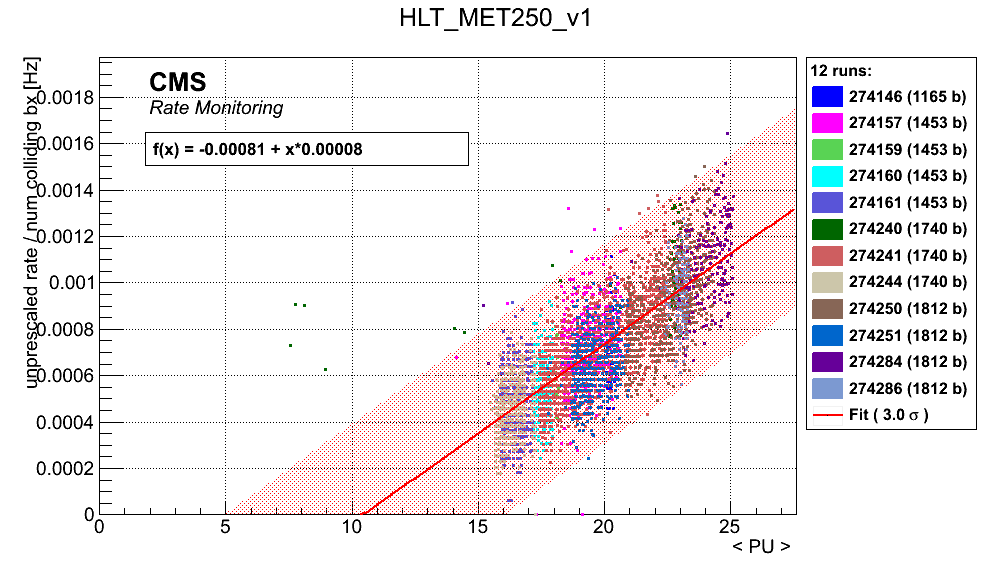 HLT_MET250_v1
unprescaled rate / num colliding bx [Hz]
0.0018
0.0016
0.0014
0.0012
0.001
0.0008
0.0006
0.0004
0.0002
0
CMS
Rate Monitoring
f(x) = -0.00081 + x*0.00008
0 5 10 15 20 25
< PU >
12 runs:
274146 (1165 b)
274157 (1453 b)
274159 (1453 b)
274160 (1453 b)
274161 (1453 b)
274240 (1740 b)
274241 (1740 b)
274244 (1740 b)
274250 (1812 b)
274251 (1812 b)
274284 (1812 b)
274286 (1812 b)
Fit ( 3.0 σ )